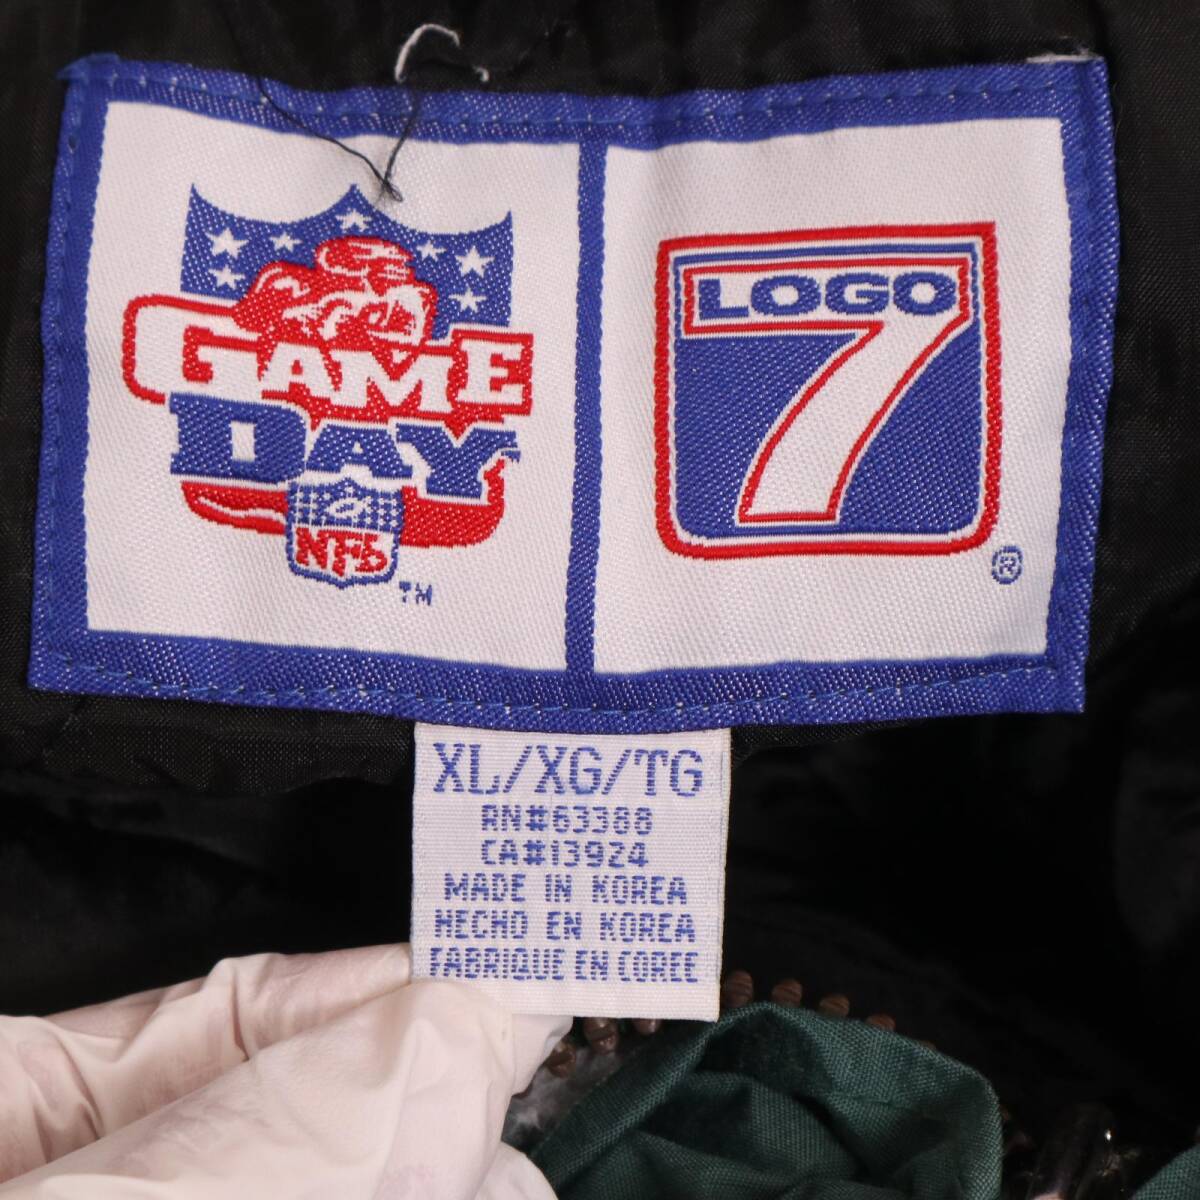 GAME
DAY
NFL
TM
LOGO
7
®
XL/XG/TG
RN#63388
CA#13924
MADE IN KOREA
HECHO EN KOREA
FABRIQUE EN COREE